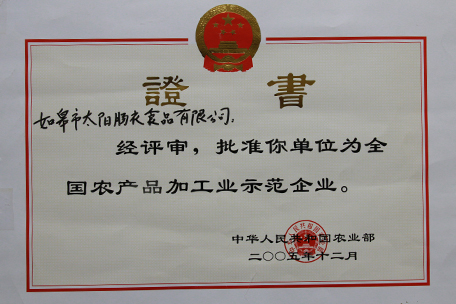 證書
如皋市太阳肠衣食品有限公司:
经评审，批准你单位为全
国农产品加工业示范企业。
中华人民共和国农业部
二〇〇五年十二月